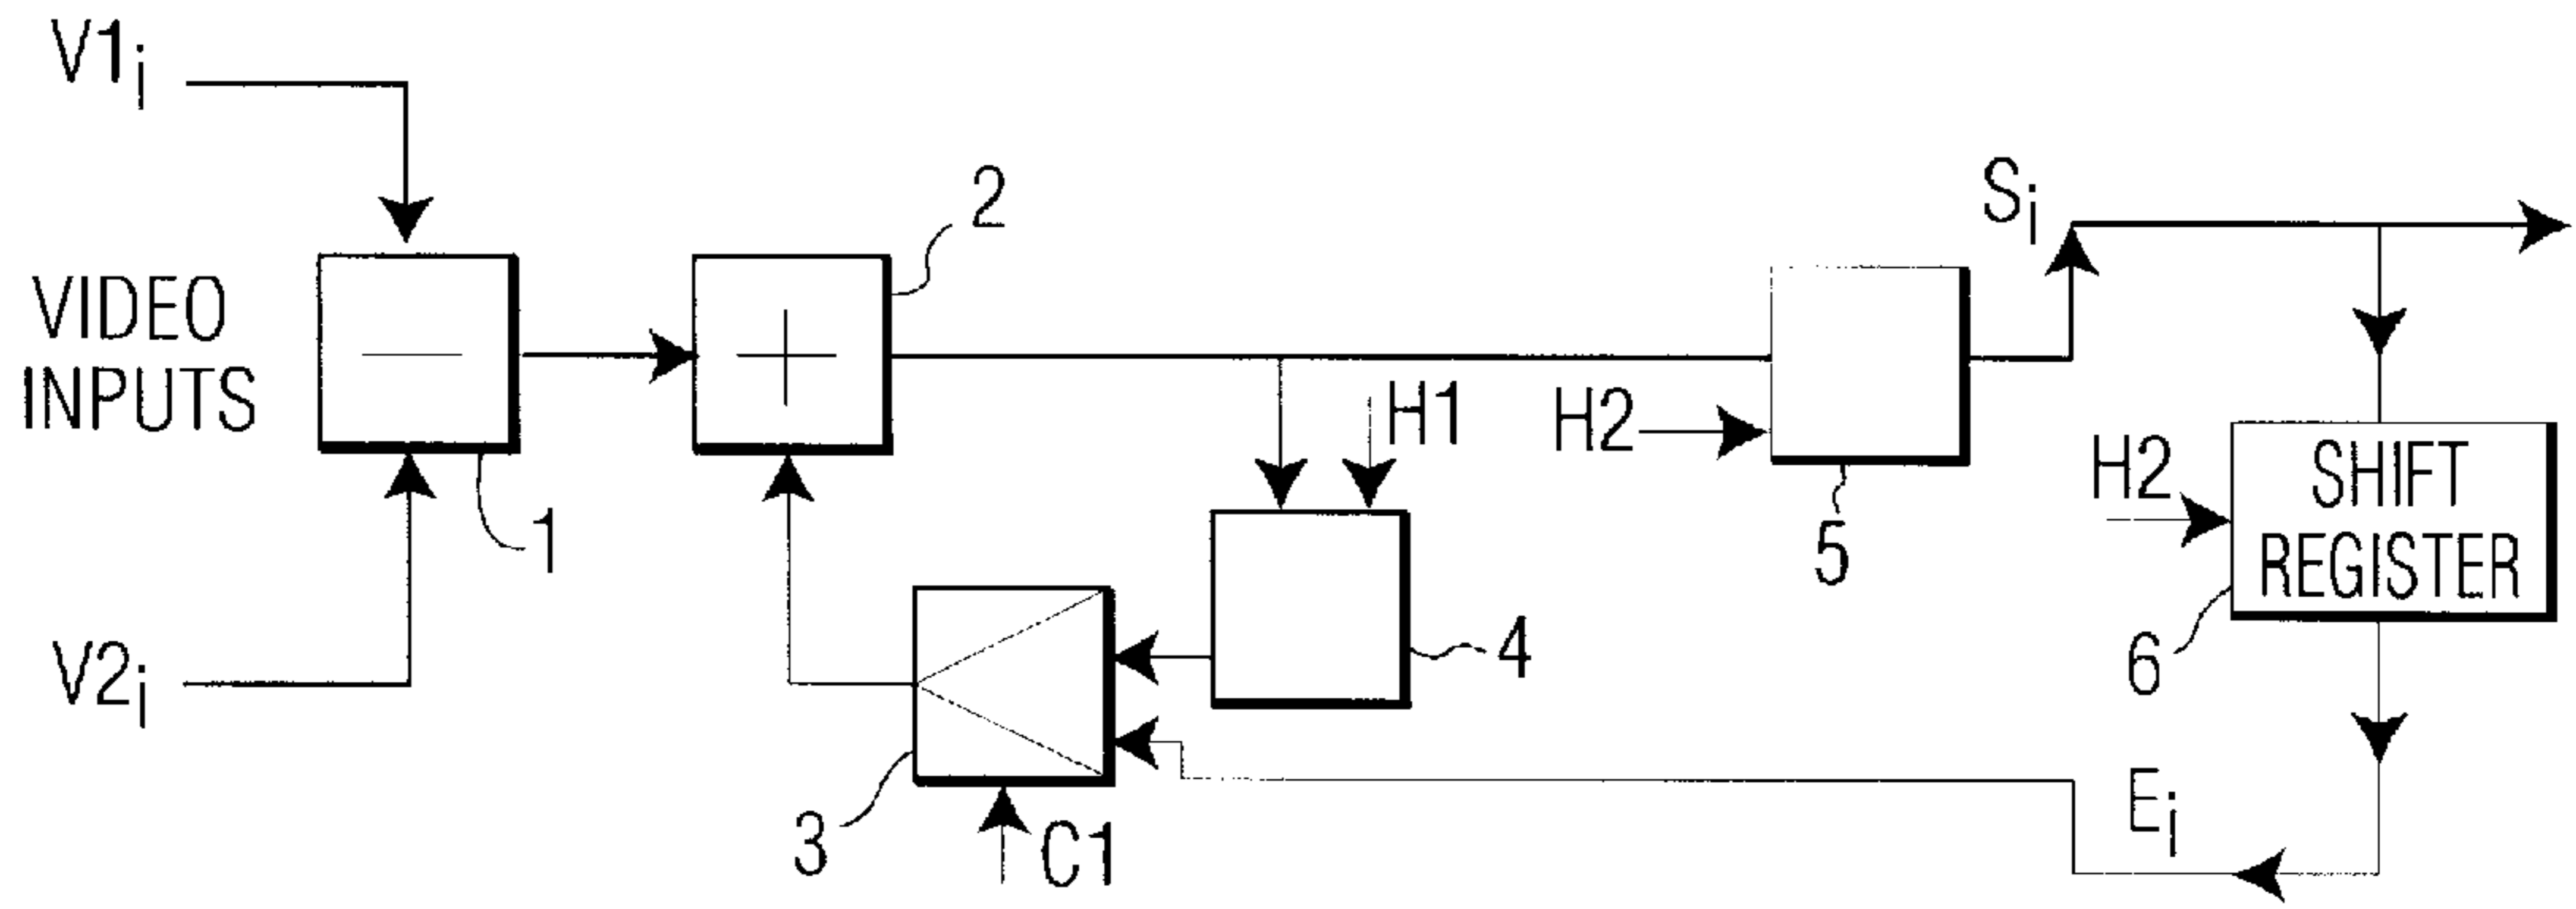 V1i
VIDEO
INPUTS
V2i
1
2
3
C1
4
H1
H2
5
Si
H2
SHIFT
REGISTER
6
Ei